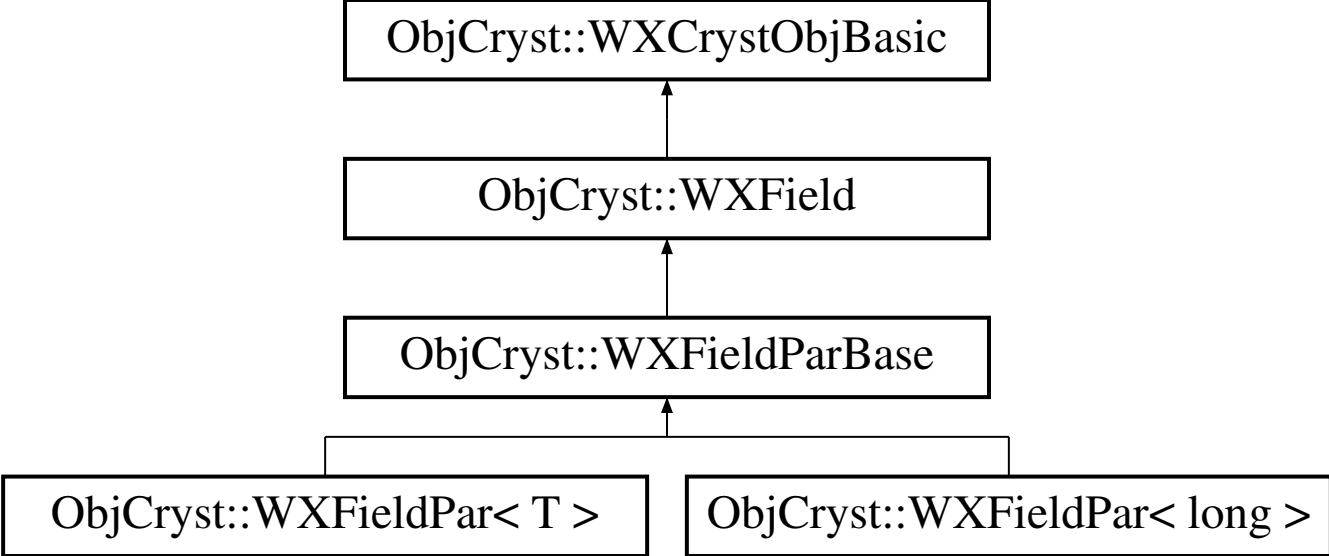 ObjCryst::WXCrystObjBasic
ObjCryst::WXField
ObjCryst::WXFieldParBase
ObjCryst::WXFieldPar< T >
ObjCryst::WXFieldPar< long >